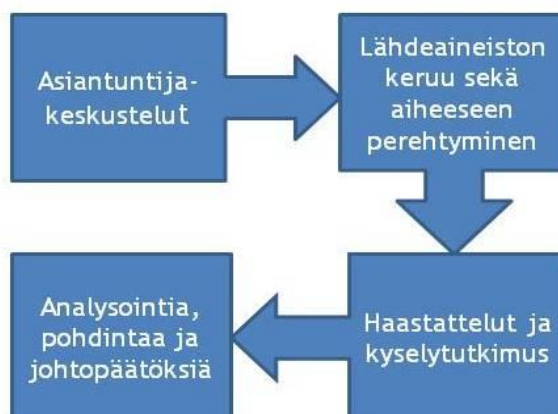 Asiantuntija-
keskustelut
Lähdeaineiston
keruu sekä
aiheeseen
perehtyminen
Haastattelut ja
kyselytutkimus
Analysointia,
pohdintaa ja
johtopäätöksiä